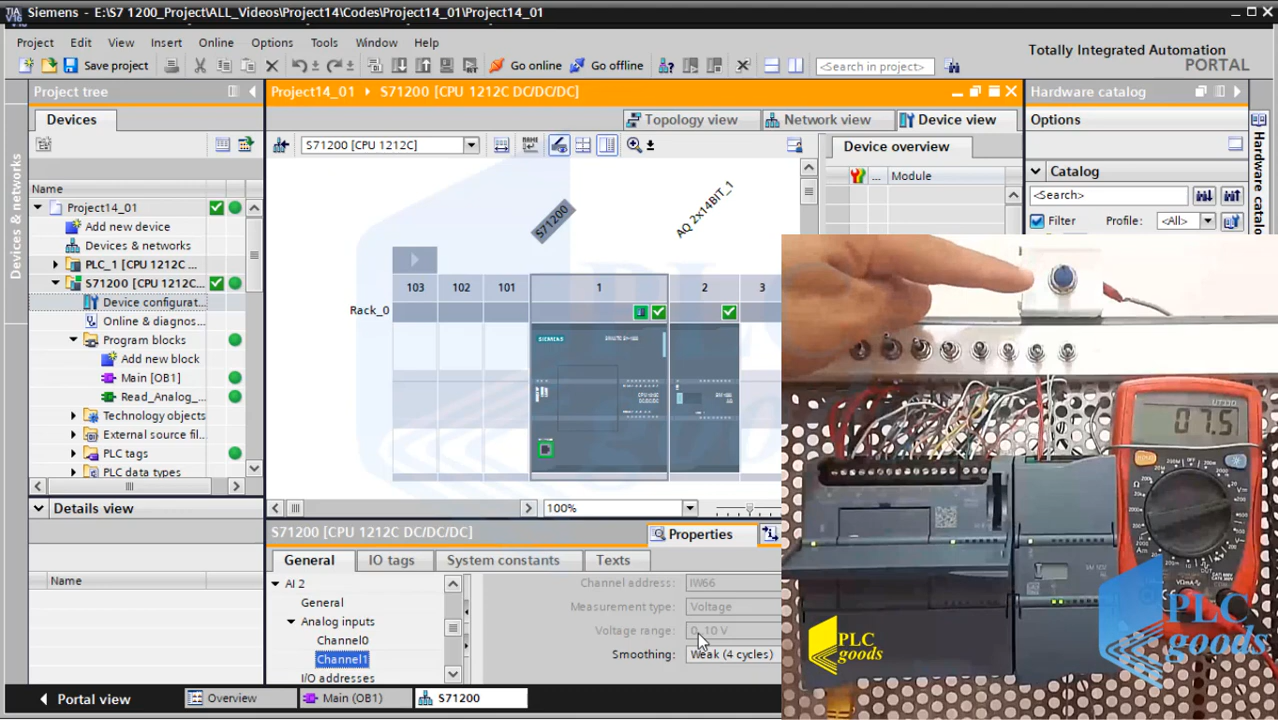 Siemens - E:\S7 1200_Project\ALL_Videos\Project14\Codes\Project14_01\Project14_01
TIA
V16
Project Edit View Insert Online Options Tools Window Help
Totally Integrated Automation
PORTAL
Save project
Go online
Go offline
<Search in project>
Project tree
Project14_01
S71200 [CPU 1212C DC/DC/DC]
Hardware catalog
Devices
Topology view
Network view
Device view
Options
S71200 [CPU 1212C]
Device overview
... Module
Catalog
<Search>
Filter
Profile:
<All>
Devices & networks
Hardware catalog
Name
Project14_01
Add new device
Devices & networks
PLC_1 [CPU 1212C ...
S71200 [CPU 1212C...
Device configurat...
Online & diagnos...
Program blocks
Add new block
Main [OB1]
Read_Analog_...
Technology objects
External source fil...
PLC tags
PLC data types
S71200
AQ 2x14BIT_1
103 102 101 1 2 3
Rack_0
SIEMENS
100%
Details view
Name
S71200 [CPU 1212C DC/DC/DC]
Properties
General
IO tags
System constants
Texts
AI 2
General
Analog inputs
Channel0
Channel1
I/O addresses
Channel address: IW66
Measurement type: Voltage
Voltage range: 0..10 V
Smoothing: Weak (4 cycles)
Portal view
Overview
Main (OB1)
S71200
07.5
PLC
goods
PLC
goods